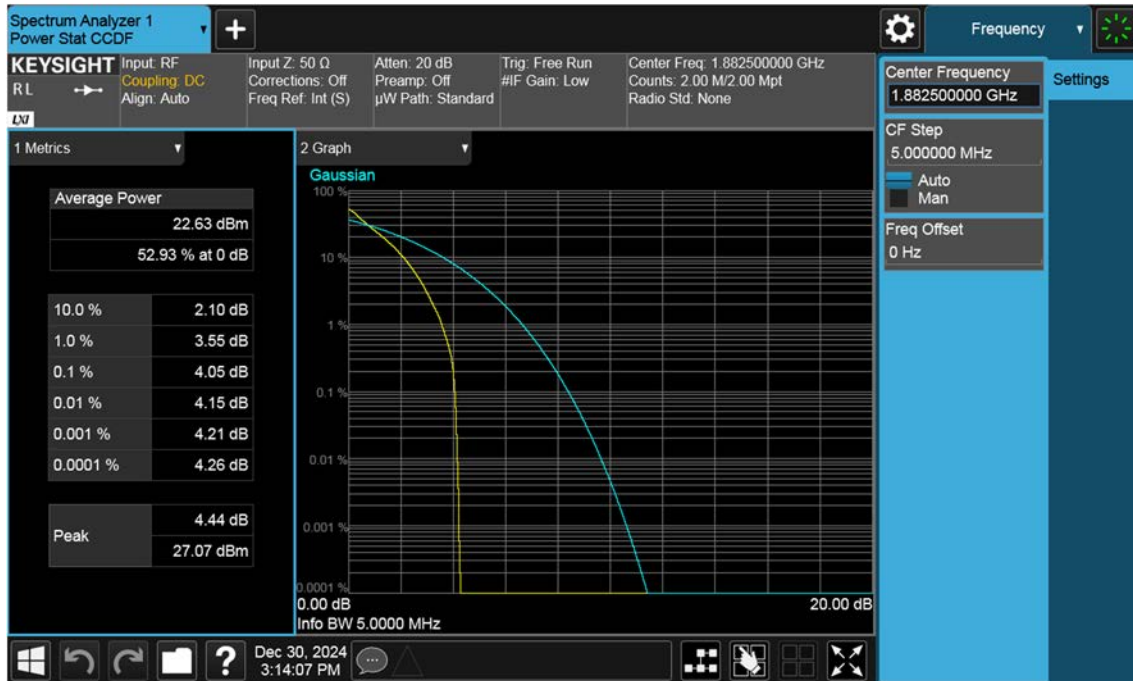 Spectrum Analyzer 1
Power Stat CCDF
+
Frequency
KEYSIGHT
RL
LXI
Input: RF
Coupling: DC
Align: Auto
Input Z: 50 Ω
Corrections: Off
Freq Ref: Int (S)
Atten: 20 dB
Preamp: Off
µW Path: Standard
Trig: Free Run
#IF Gain: Low
Center Freq: 1.882500000 GHz
Counts: 2.00 M/2.00 Mpt
Radio Std: None
Center Frequency
1.882500000 GHz
Settings
CF Step
5.000000 MHz
Auto
Man
Freq Offset
0 Hz
1 Metrics
Average Power
22.63 dBm
52.93 % at 0 dB
10.0 % 2.10 dB
1.0 % 3.55 dB
0.1 % 4.05 dB
0.01 % 4.15 dB
0.001 % 4.21 dB
0.0001 % 4.26 dB
Peak
4.44 dB
27.07 dBm
2 Graph
Gaussian
100 %
10 %
1 %
0.1 %
0.01 %
0.001 %
0.0001 %
0.00 dB 20.00 dB
Info BW 5.0000 MHz
?
Dec 30, 2024
3:14:07 PM